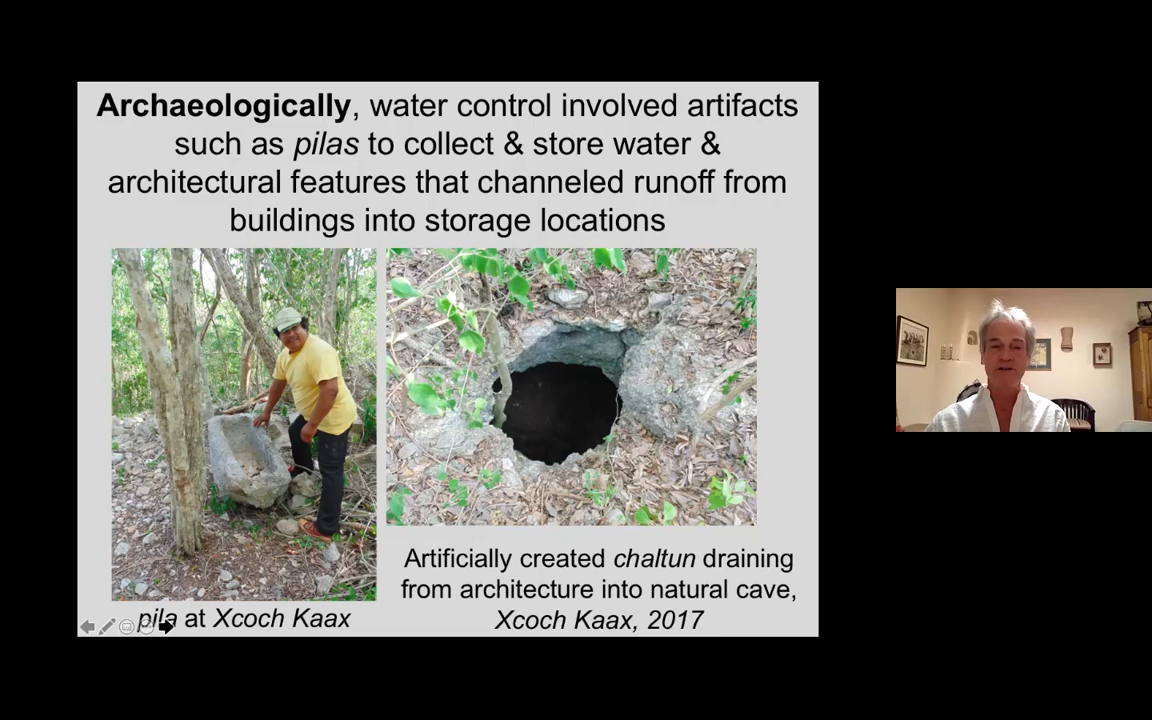 Archaeologically, water control involved artifacts
such as pilas to collect & store water &
architectural features that channeled runoff from
buildings into storage locations
pila at Xcoch Kaax
Artificially created chaltun draining
from architecture into natural cave,
Xcoch Kaax, 2017